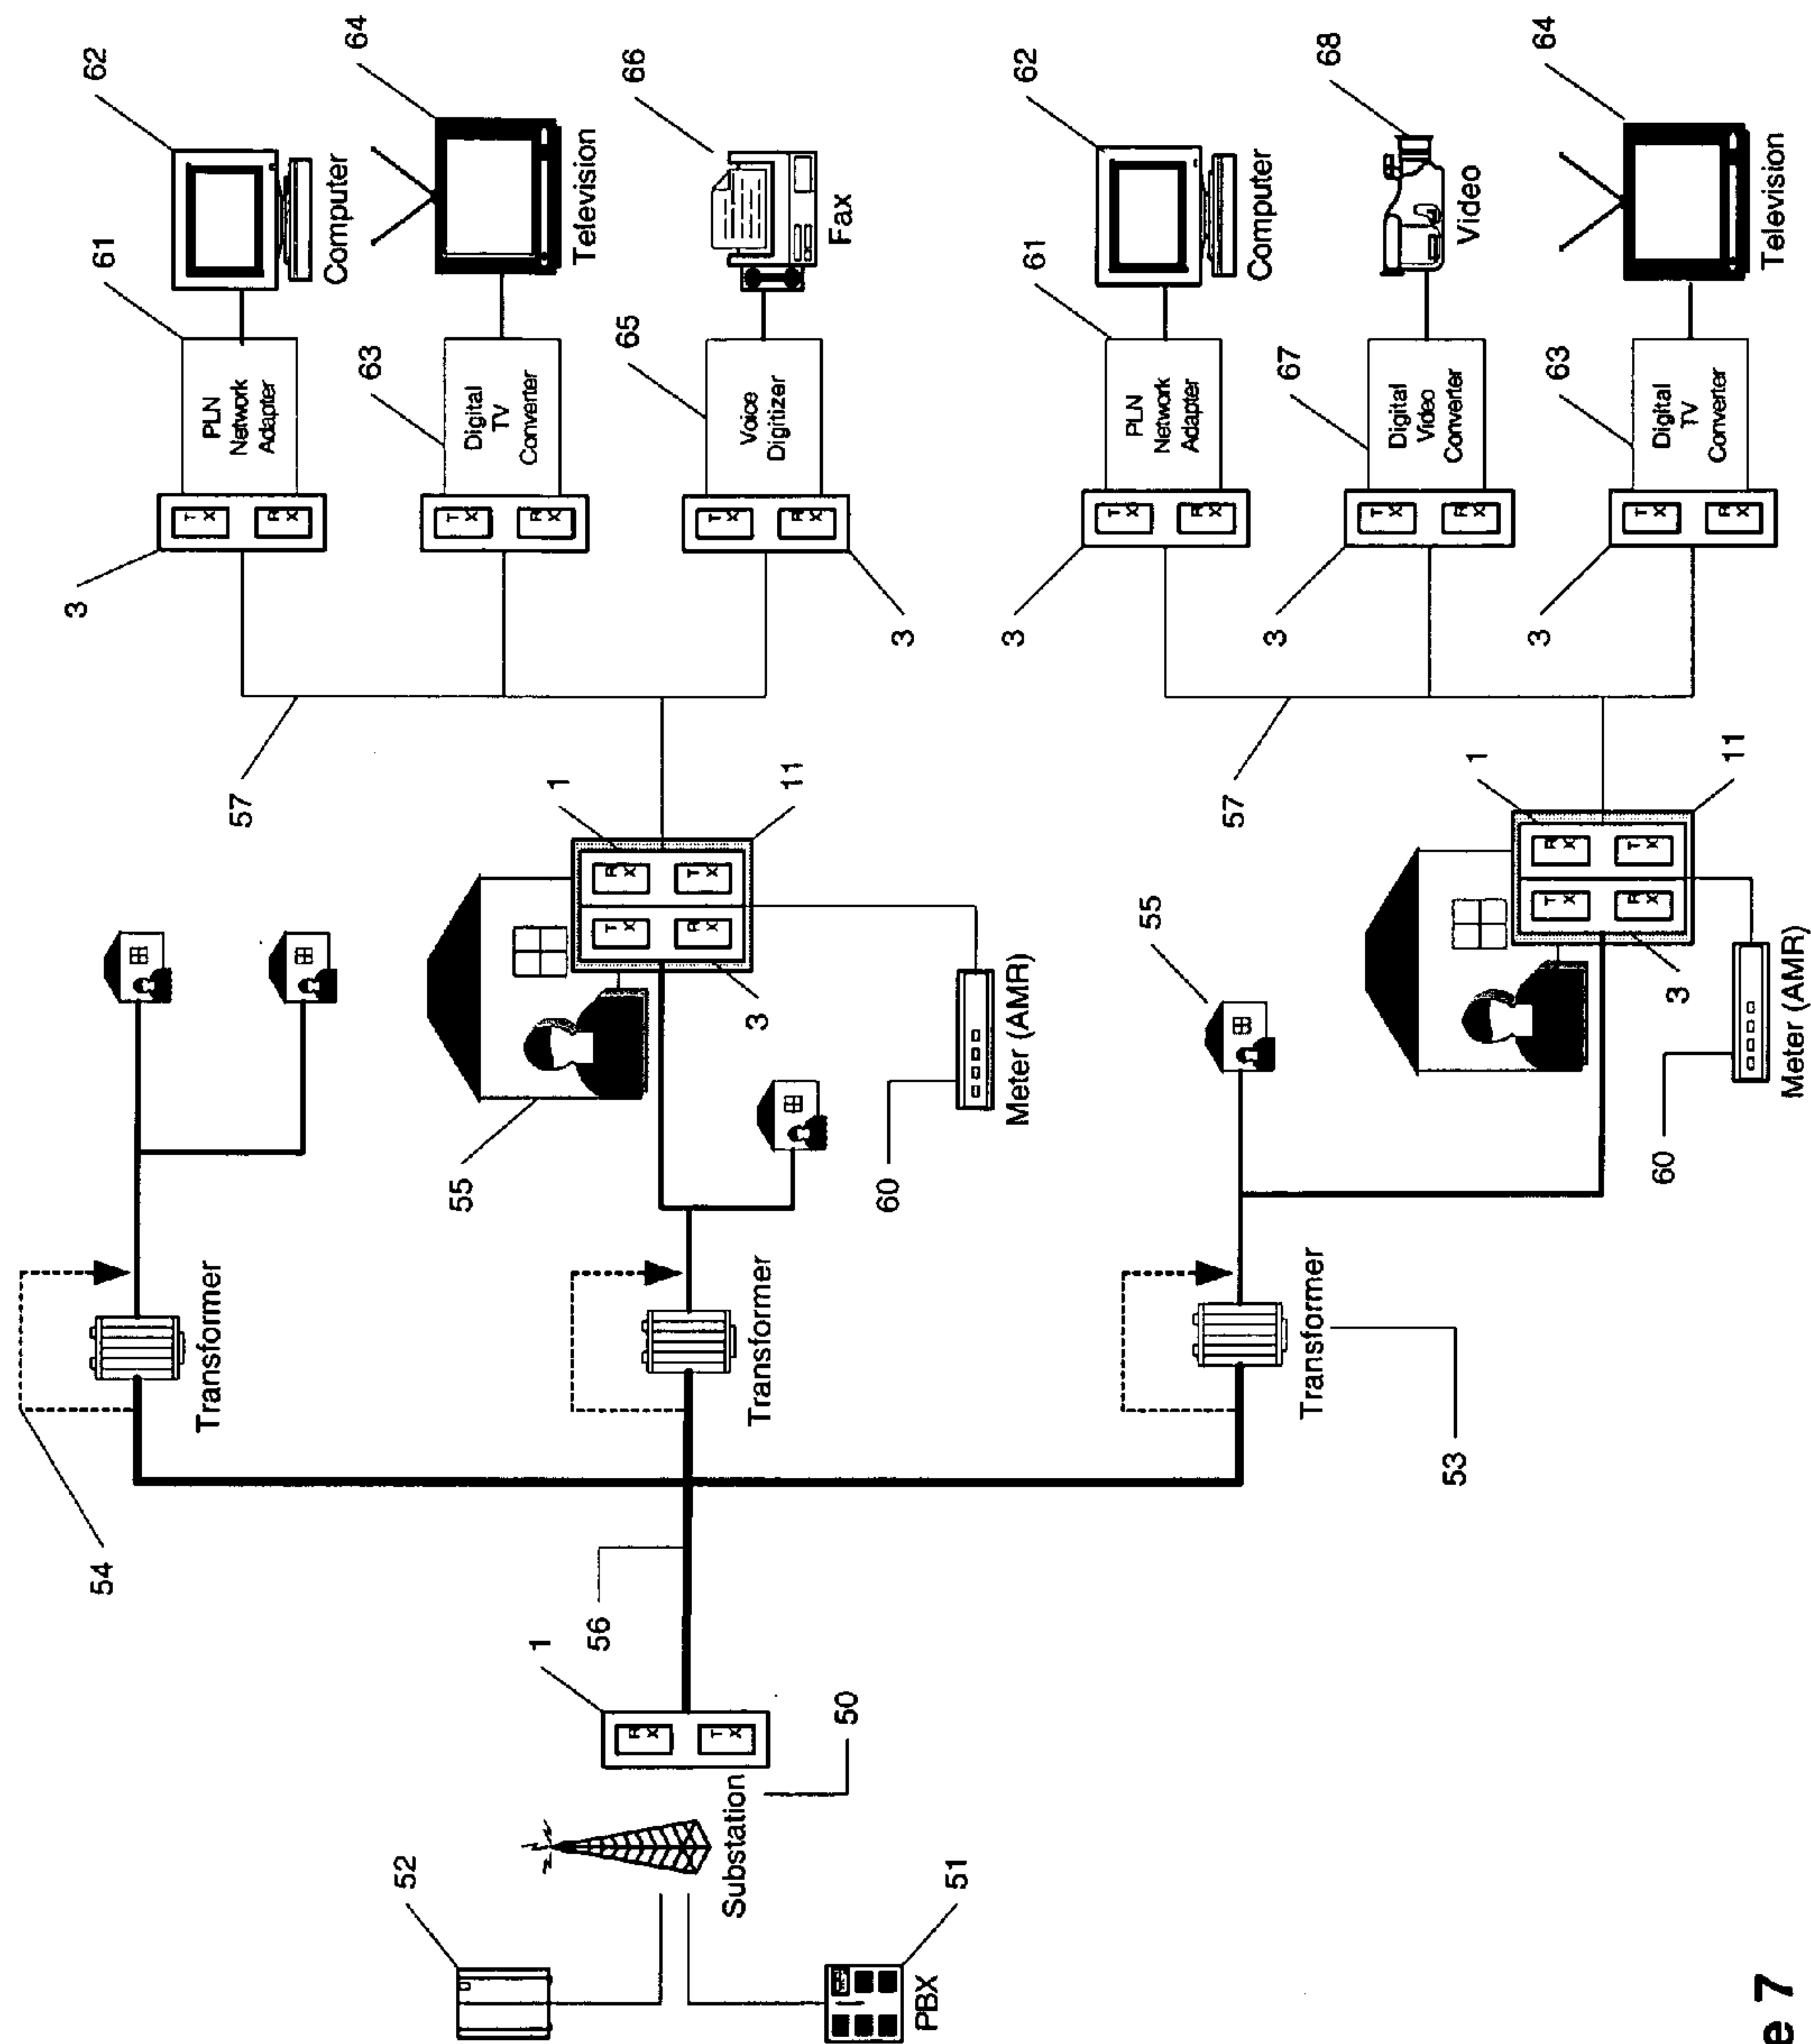 52
PBX
51
Substation
50
R
X
T
X
1
56
54
Transformer
Transformer
Transformer
53
55
T
X
R
X
R
X
T
X
1
3
11
60
Meter (AMR)
57
3
T
X
R
X
PLN
Network
Adapter
61
62
Computer
T
X
R
X
Digital
TV
Converter
63
64
Television
3
T
X
R
X
Voice
Digitizer
65
66
Fax
55
T
X
R
X
R
X
T
X
1
3
11
60
Meter (AMR)
57
3
T
X
R
X
PLN
Network
Adapter
61
62
Computer
3
T
X
R
X
Digital
Video
Converter
67
68
Video
3
T
X
R
X
Digital
TV
Converter
63
64
Television
e 7